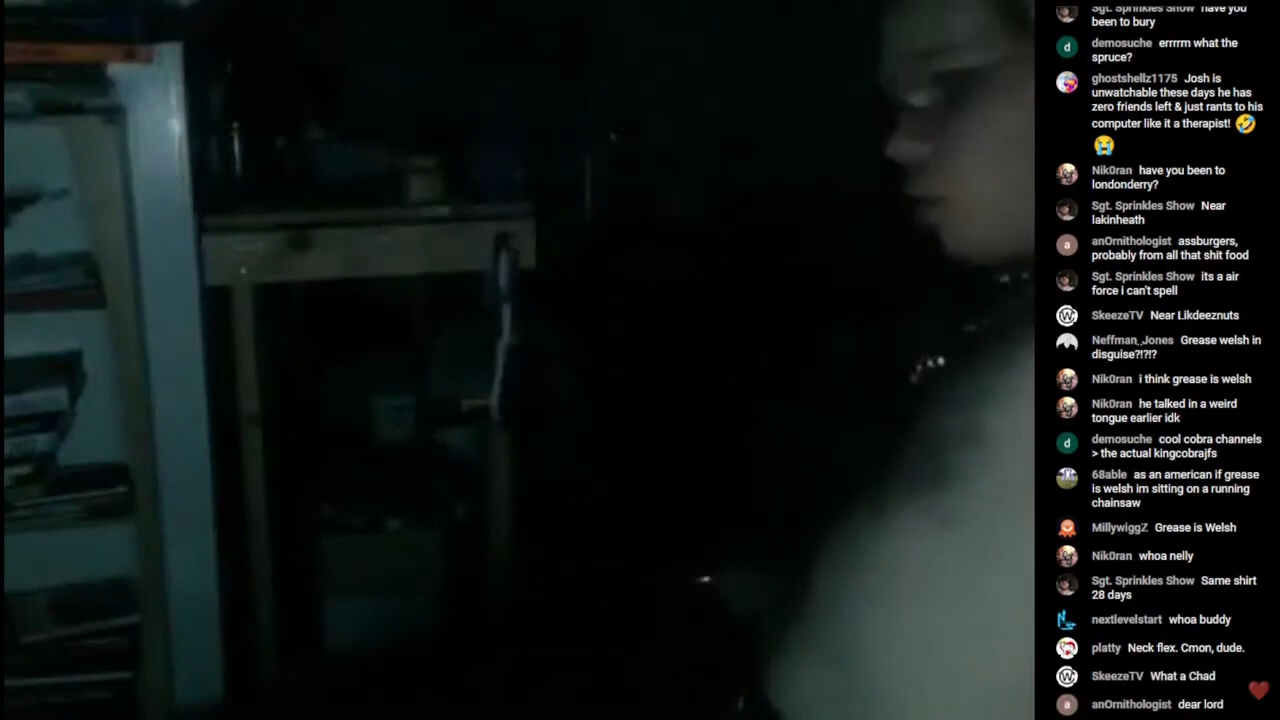 Sgt. Sprinkles Show have you
been to bury
demosuche errrrm what the
spruce?
ghostshellz1175 Josh is
unwatchable these days he has
zero friends left & just rants to his
computer like it a therapist! 🤣
😭
Nik0ran have you been to
londonderry?
Sgt. Sprinkles Show Near
lakinheath
anOrnithologist assburgers,
probably from all that shit food
Sgt. Sprinkles Show its a air
force i can't spell
SkeezeTV Near Likdeeznuts
Neffman_Jones Grease welsh in
disguise?!?!?
Nik0ran i think grease is welsh
Nik0ran he talked in a weird
tongue earlier idk
demosuche cool cobra channels
> the actual kingcobrajfs
68able as an american if grease
is welsh im sitting on a running
chainsaw
MillywiggZ Grease is Welsh
Nik0ran whoa nelly
Sgt. Sprinkles Show Same shirt
28 days
nextlevelstart whoa buddy
platty Neck flex. Cmon, dude.
SkeezeTV What a Chad
anOrnithologist dear lord